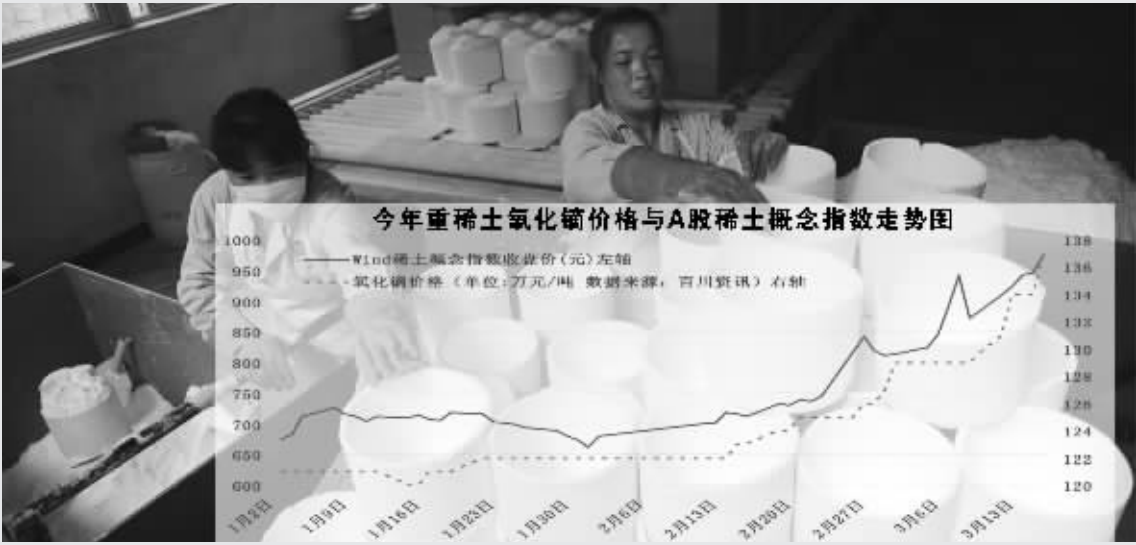 今年重稀土氧化镝价格与A股稀土概念指数走势图
1000
950
900
850
800
750
700
650
600
Wind稀土概念指数收盘价(元)左轴
氧化镝价格(单位:万元/吨 数据来源,百川资讯)右轴
138
136
134
132
130
128
126
124
122
120
1月2日
1月9日
1月16日
1月23日
1月30日
2月6日
2月13日
2月20日
2月27日
3月6日
3月13日